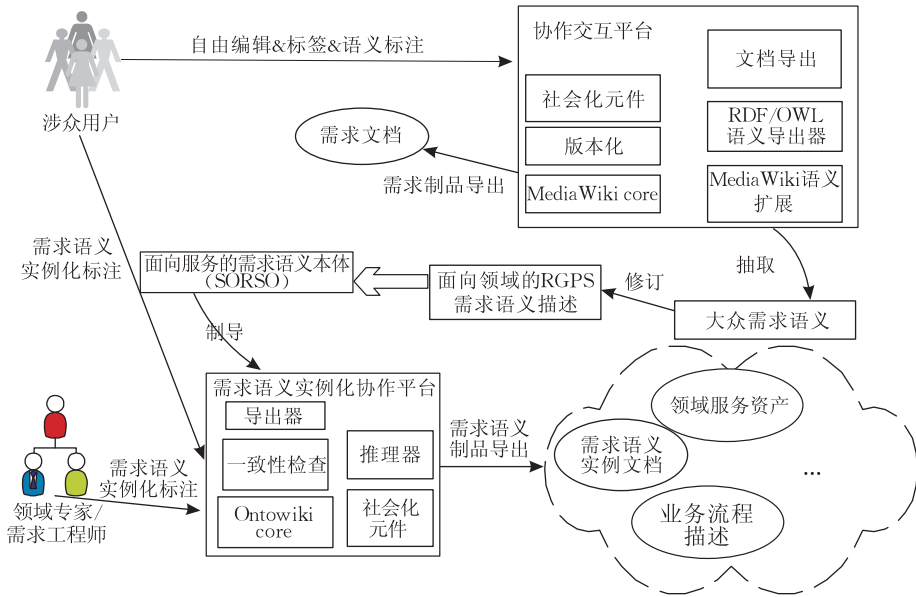 自由编辑&标签&语义标注
涉众用户
协作交互平台
文档导出
社会化元件
RDF/OWL
语义导出器
版本化
MediaWiki core
MediaWiki语义
扩展
需求文档
需求制品导出
需求语义
实例化标注
面向服务的需求语义本体
（SORSO）
面向领域的RGPS
需求语义描述
修订
抽取
大众需求语义
制导
需求语义实例化协作平台
导出器
一致性检查
推理器
Ontowiki
core
社会化
元件
需求语义
实例化标注
领域专家/
需求工程师
需求语义
制品导出
领域服务资产
需求语义
实例文档
...
业务流程
描述